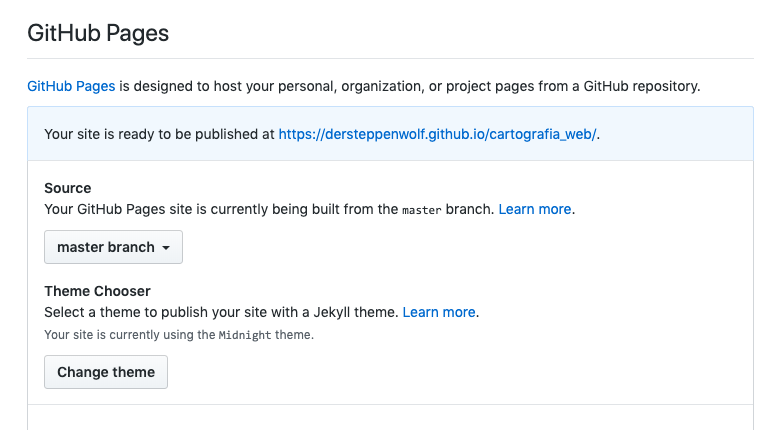 GitHub Pages
GitHub Pages is designed to host your personal, organization, or project pages from a GitHub repository.
Your site is ready to be published at https://dersteppenwolf.github.io/cartografia_web/.
Source
Your GitHub Pages site is currently being built from the master branch. Learn more.
master branch
Theme Chooser
Select a theme to publish your site with a Jekyll theme. Learn more.
Your site is currently using the Midnight theme.
Change theme